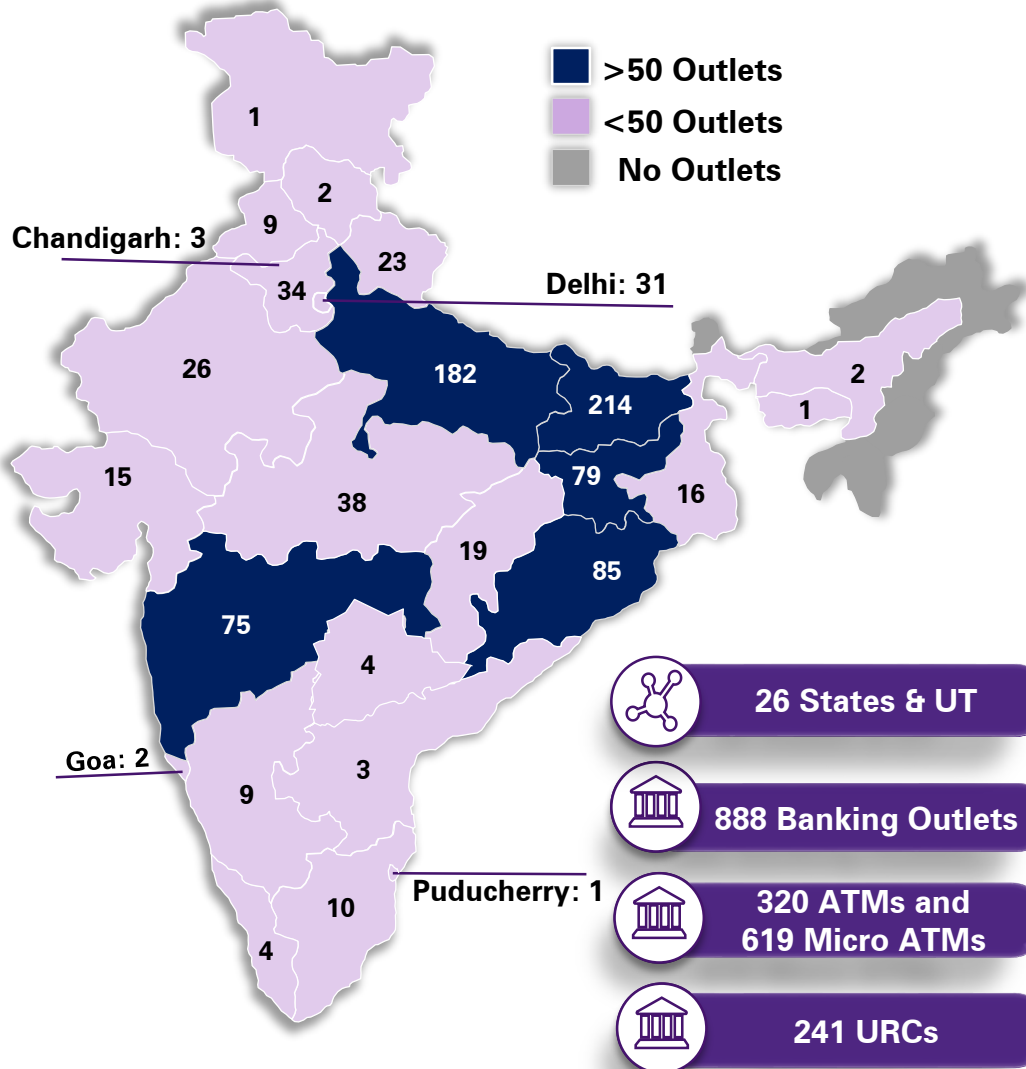 >50 Outlets
<50 Outlets
No Outlets
1
2
9
Chandigarh: 3
23
34
Delhi: 31
26
182
2
214
1
15
79
38
16
19
85
75
4
26 States & UT
Goa: 2
3
9
888 Banking Outlets
Puducherry: 1
10
320 ATMs and
619 Micro ATMs
4
241 URCs